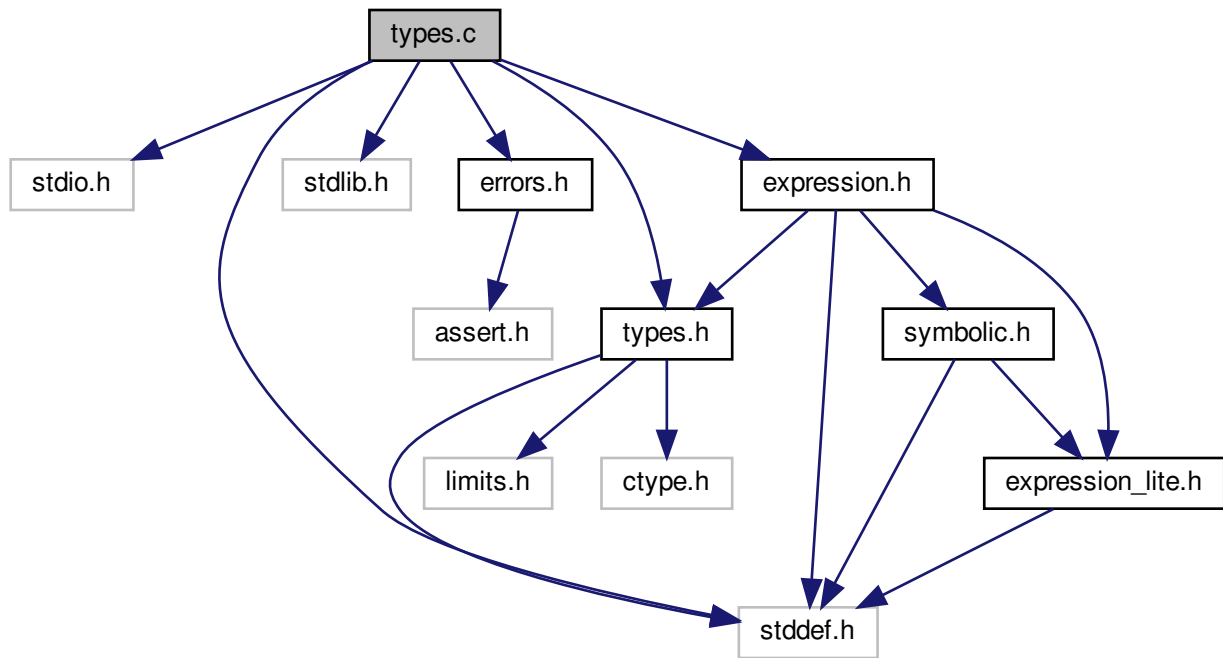 types.c
stdio.h
stdlib.h
errors.h
expression.h
assert.h
types.h
symbolic.h
limits.h
ctype.h
expression_lite.h
stddef.h